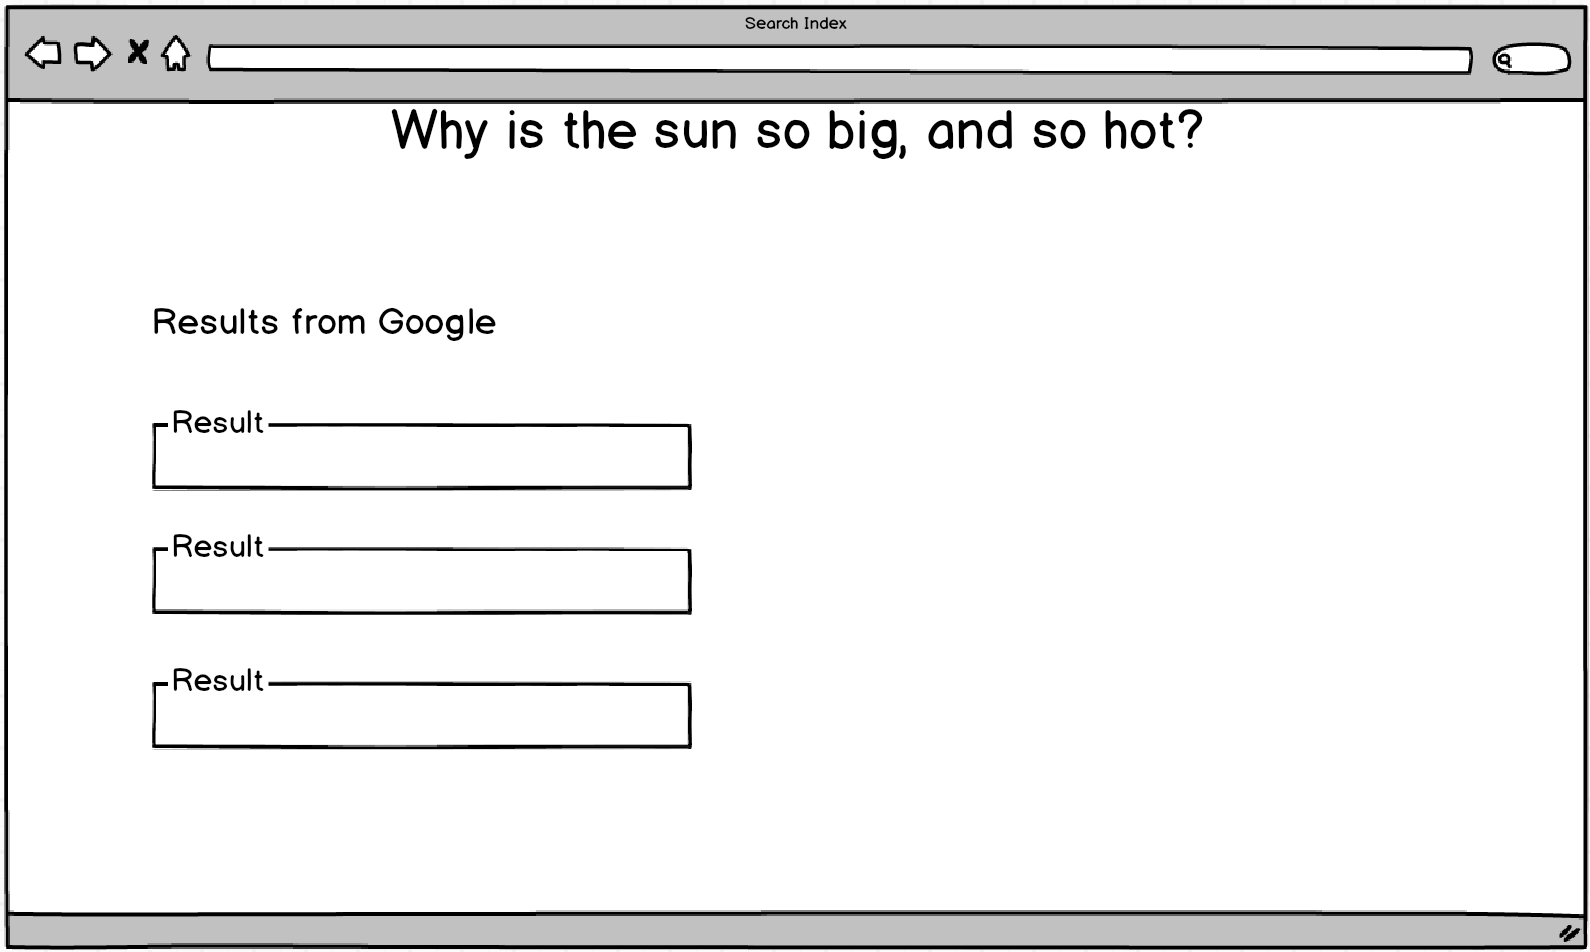 Search Index
Why is the sun so big, and so hot?
Results from Google
Result
Result
Result